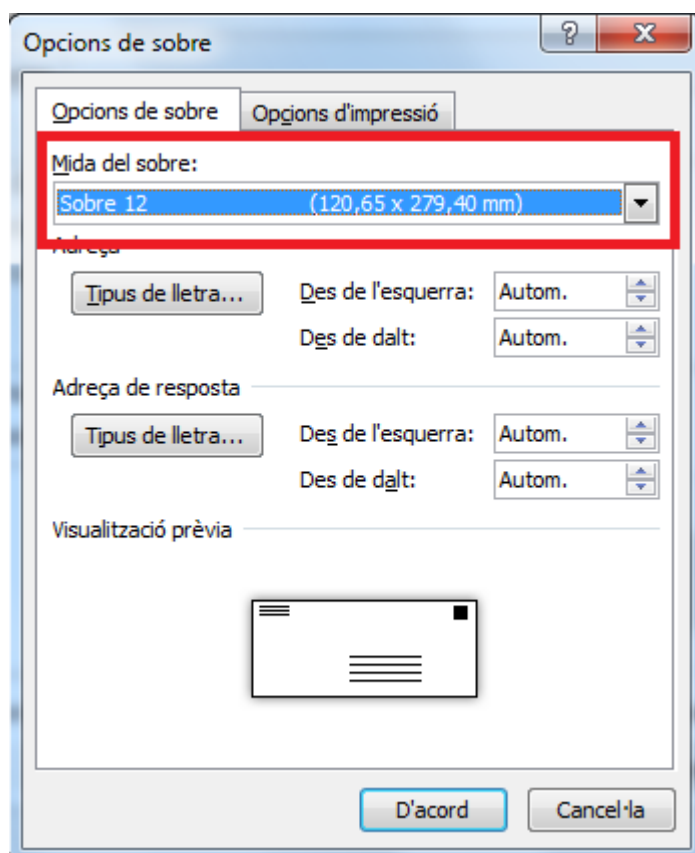 Opcions de sobre
Opcions de sobre Opcions d'impressió
Mida del sobre:
Sobre 12 (120,65 x 279,40 mm)
Adreça
Tipus de lletra... Des de l'esquerra: Autom.
Des de dalt: Autom.
Adreça de resposta
Tipus de lletra... Des de l'esquerra: Autom.
Des de dalt: Autom.
Visualització prèvia
D'acord Cancel·la